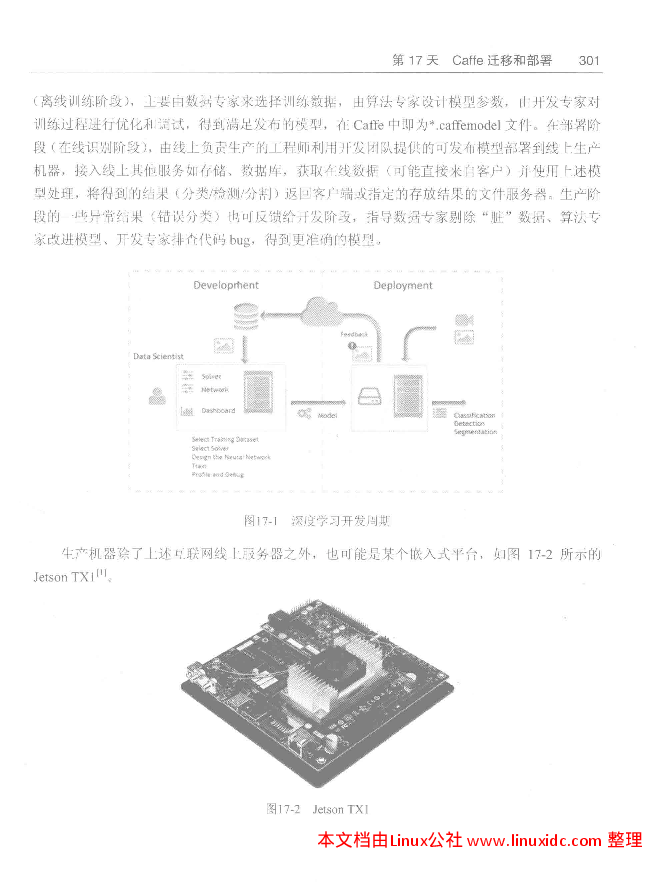 第 17 天 Caffe 迁移和部署 301
（离线训练阶段），主要由数据专家来选择训练数据，由算法专家设计模型参数，由开发专家对
训练过程进行优化和调试，得到满足发布的模型，在 Caffe 中即为*.caffemodel 文件。在部署阶
段（在线识别阶段），由线上负责生产的工程师利用开发团队提供的可发布模型部署到线上生产
机器，接入线上其他服务如存储、数据库，获取在线数据（可能直接来自客户）并使用上述模
型处理，将得到的结果（分类/检测/分割）返回客户端或指定的存放结果的文件服务器。生产阶
段的一些异常结果（错误分类）也可反馈给开发阶段，指导数据专家剔除“脏”数据、算法专
家改进模型、开发专家排查代码 bug，得到更准确的模型。
Development
Deployment
Feedback
Data Scientist
Solver
Network
Dashboard
Model
Classification
Detection
Segmentation
Select Training Dataset
Select Solver
Design the Neural Network
Train
Profile and Debug
图17-1 深度学习开发周期
生产机器除了上述互联网线上服务器之外，也可能是某个嵌入式平台，如图 17-2 所示的
Jetson TX1[1]。
图17-2 Jetson TX1
本文档由Linux公社 www.linuxidc.com 整理